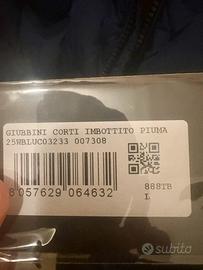 GIUBBINI CORTI IMBOTTITO PIUMA
25WBLUC03233 007308
8 057629 064632
888TB
L
subito